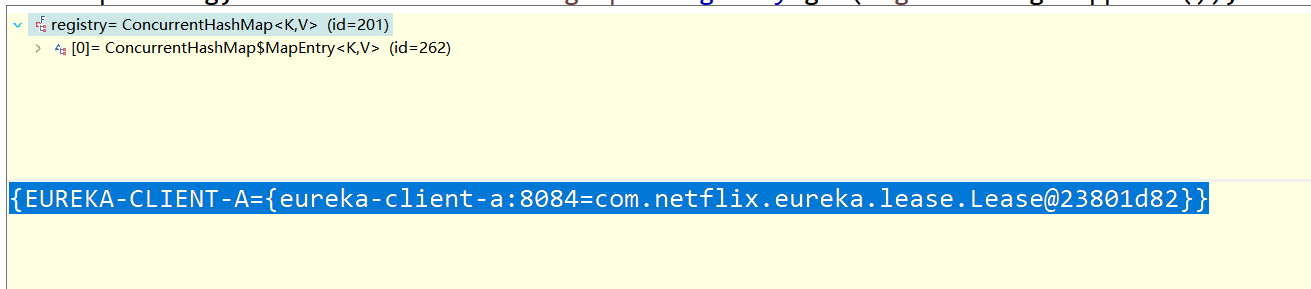 registry= ConcurrentHashMap<K,V> (id=201)
[0]= ConcurrentHashMap$MapEntry<K,V> (id=262)
{EUREKA-CLIENT-A={eureka-client-a:8084=com.netflix.eureka.lease.Lease@23801d82}}